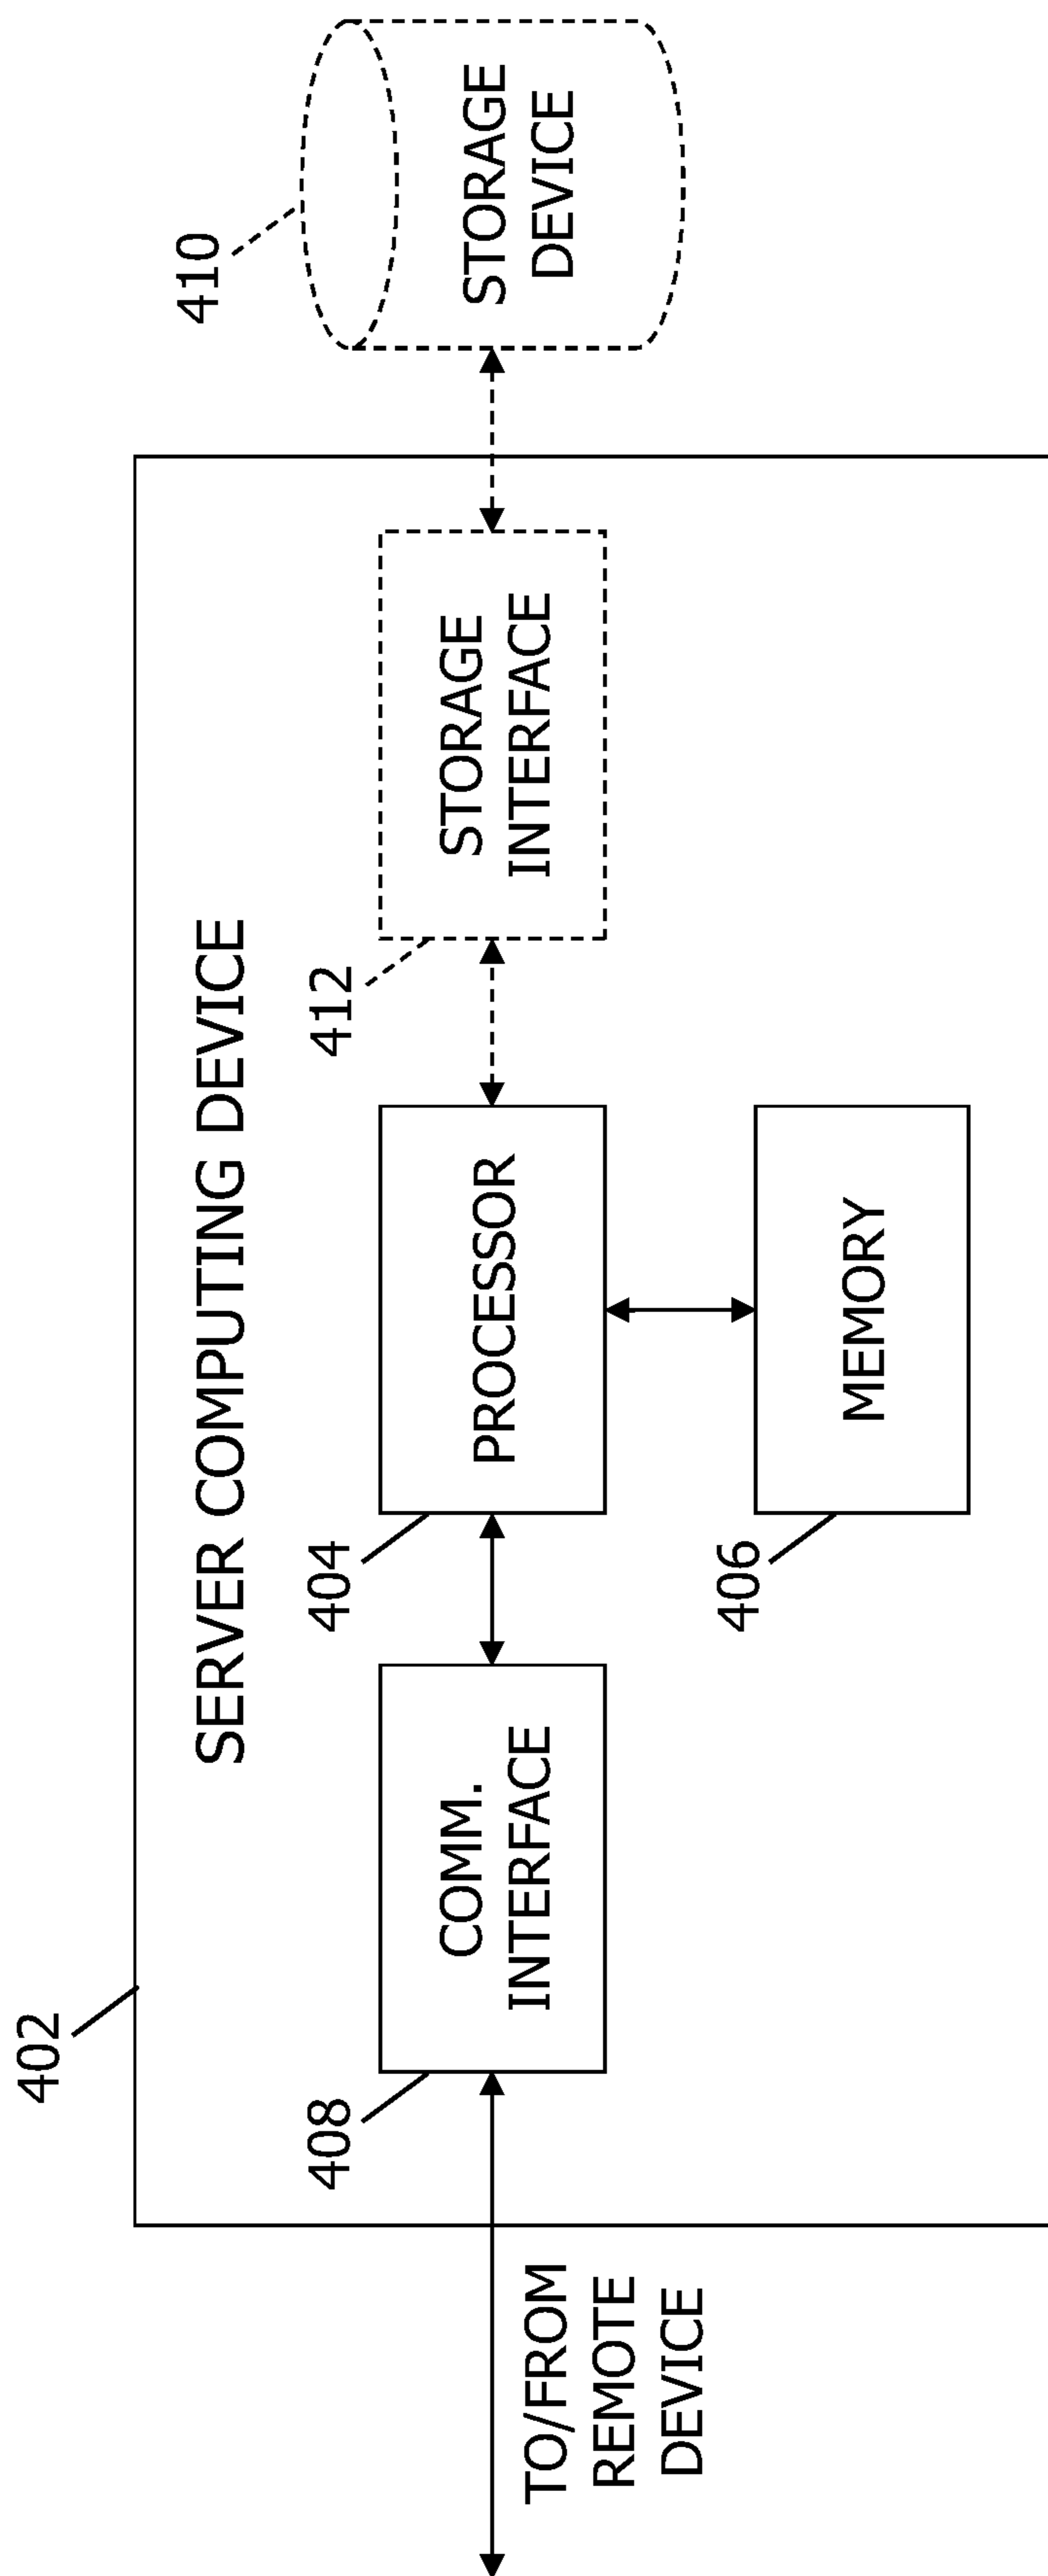 402
SERVER COMPUTING DEVICE
408
COMM.
INTERFACE
404
PROCESSOR
412
STORAGE
INTERFACE
410
STORAGE
DEVICE
406
MEMORY
TO/FROM
REMOTE
DEVICE